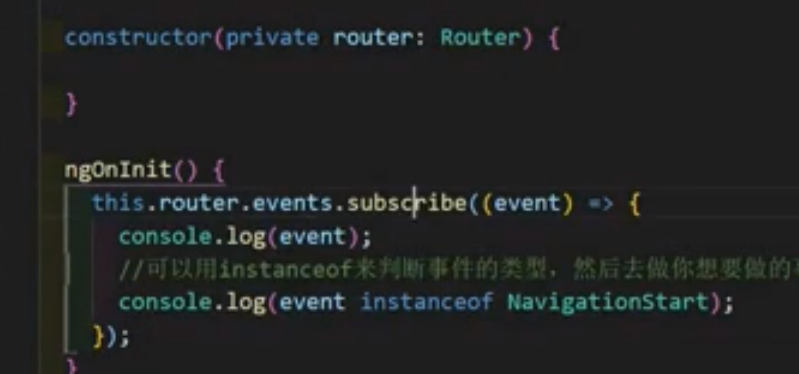 constructor(private router: Router) {

}

ngOnInit() {
  this.router.events.subscribe((event) => {
    console.log(event);
    //可以用instanceof来判断事件的类型，然后去做你想要做的
    console.log(event instanceof NavigationStart);
  });
}